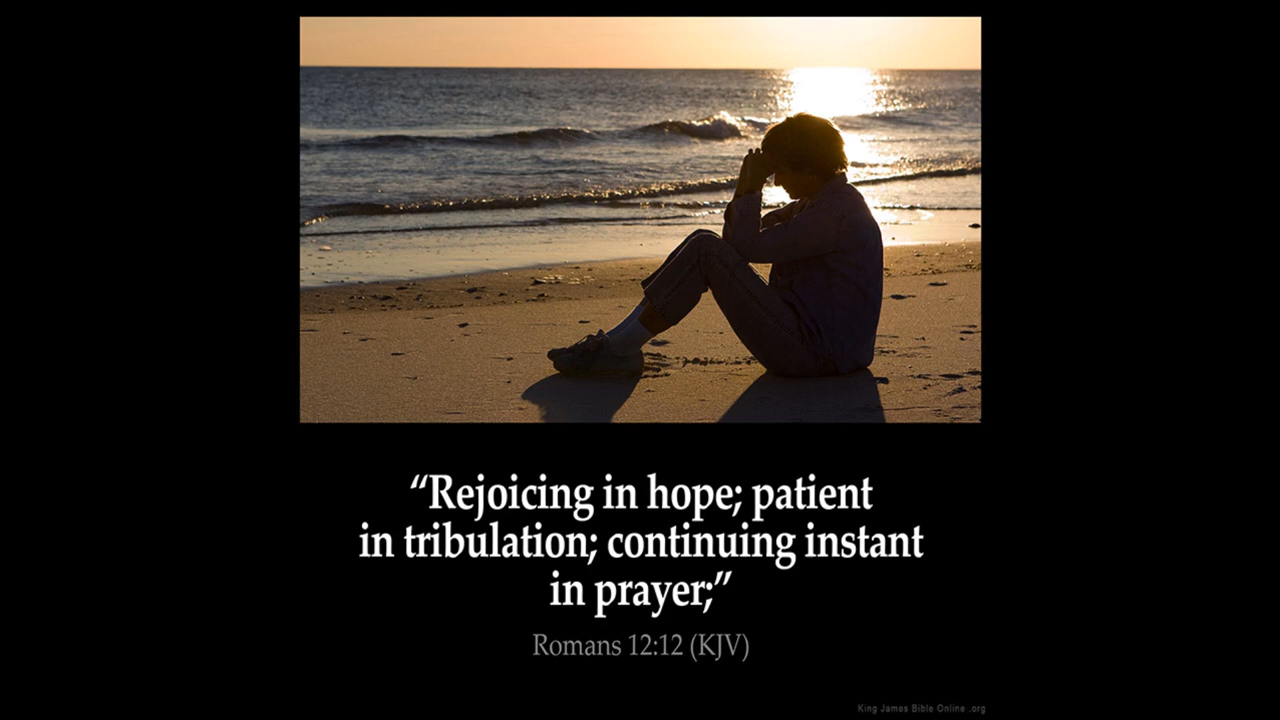 “Rejoicing in hope; patient
in tribulation; continuing instant
in prayer;”
Romans 12:12 (KJV)
King James Bible Online .org